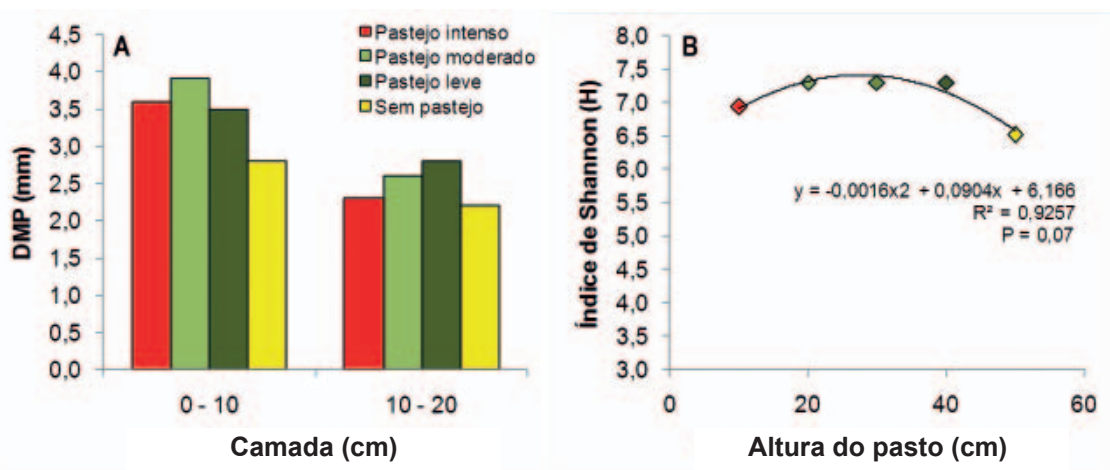 A
DMP (mm)
4,5
4,0
3,5
3,0
2,5
2,0
1,5
1,0
0,5
0,0
Pastejo intenso
Pastejo moderado
Pastejo leve
Sem pastejo
0 - 10
10 - 20
Camada (cm)
B
Índice de Shannon (H)
8,0
7,5
7,0
6,5
6,0
5,5
5,0
4,5
4,0
3,5
3,0
y = -0,0016x2 + 0,0904x + 6,166
R² = 0,9257
P = 0,07
0
20
40
60
Altura do pasto (cm)